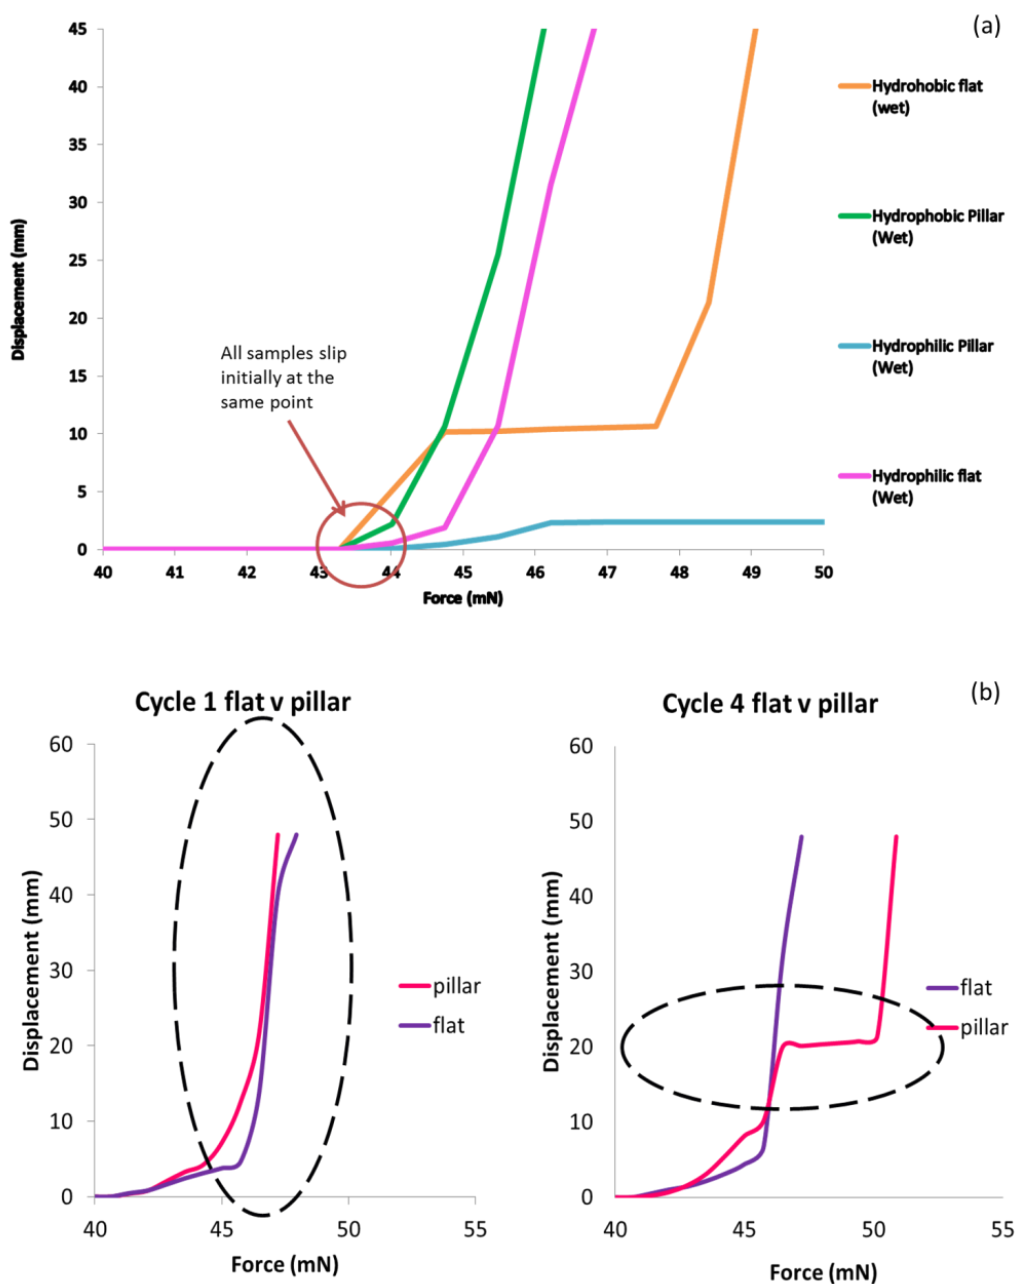 (a)
45
40
35
30
25
20
15
10
5
0
Displacement (mm)
40 41 42 43 44 45 46 47 48 49 50
Force (mN)
All samples slip
initially at the
same point
Hydrohobic flat
(wet)
Hydrophobic Pillar
(Wet)
Hydrophilic Pillar
(Wet)
Hydrophilic flat
(Wet)
(b)
Cycle 1 flat v pillar
60
50
40
30
20
10
0
Displacement (mm)
40 45 50 55
Force (mN)
pillar
flat
Cycle 4 flat v pillar
60
50
40
30
20
10
0
Displacement (mm)
40 45 50 55
Force (mN)
flat
pillar